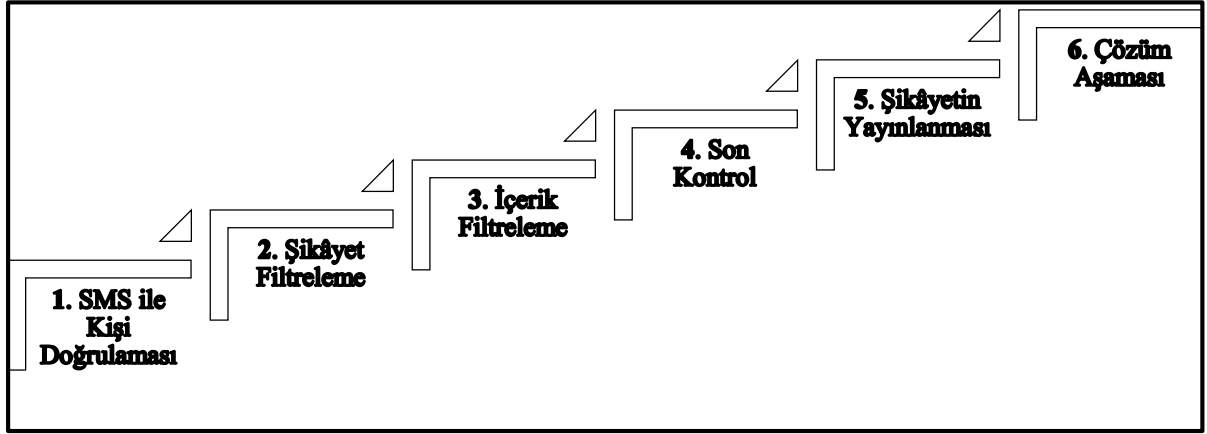 1. SMS ile
Kişi
Doğrulaması
2. Şikâyet
Filtreleme
3. İçerik
Filtreleme
4. Son
Kontrol
5. Şikâyetin
Yayınlanması
6. Çözüm
Aşaması